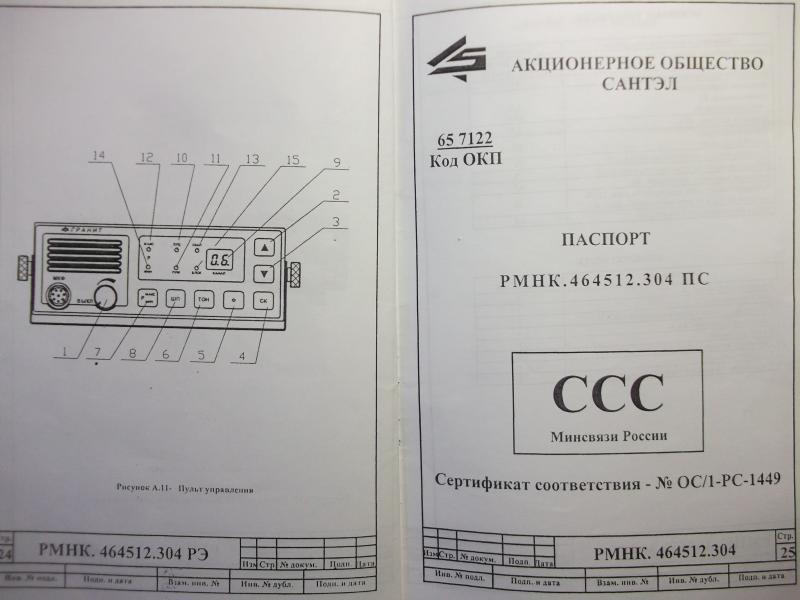 14 12 10 11 13 15 9
2
3
ГРАНИТ
ВЫКЛ
0.6.
КАНАЛ
ШП ТОН СК
1 7 8 6 5 4
Рисунок А.11- Пульт управления
Стр.
24
РМНК. 464512.304 РЭ
Изм Стр. № докум. Подп. Дата
Инв. № подл. Подп. и дата Взам. инв. № Инв. № дубл. Подп. и дата
АКЦИОНЕРНОЕ ОБЩЕСТВО
САНТЭЛ
65 7122
Код ОКП
ПАСПОРТ
РМНК.464512.304 ПС
ССС
Минсвязи России
Сертификат соответствия - № ОС/1-РС-1449
Изм Стр. № докум. Подп. Дата
РМНК. 464512.304
Стр.
25
Инв. № подл. Подп. и дата Взам. инв. № Инв. № дубл. Подп. и дата